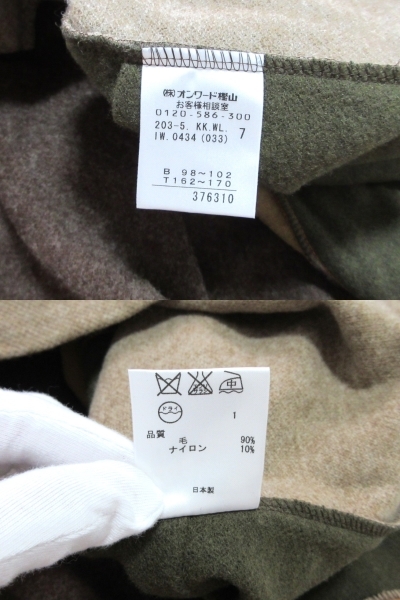 (株)オンワード樫山
お客様相談室
0120-586-300
203-5. KK.WL. 7
IW.0434(033)
B 98～102
T162～170
376310
中
ドライ
1
品質
毛 90%
ナイロン 10%
日本製